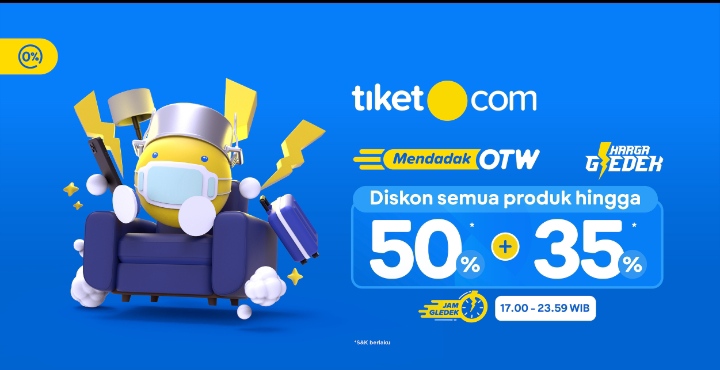 0%
tiket com
Mendadak OTW
HARGA
GLEDEK
Diskon semua produk hingga
50%* + 35%*
JAM
GLEDEK
17.00 - 23.59 WIB
*S&K berlaku